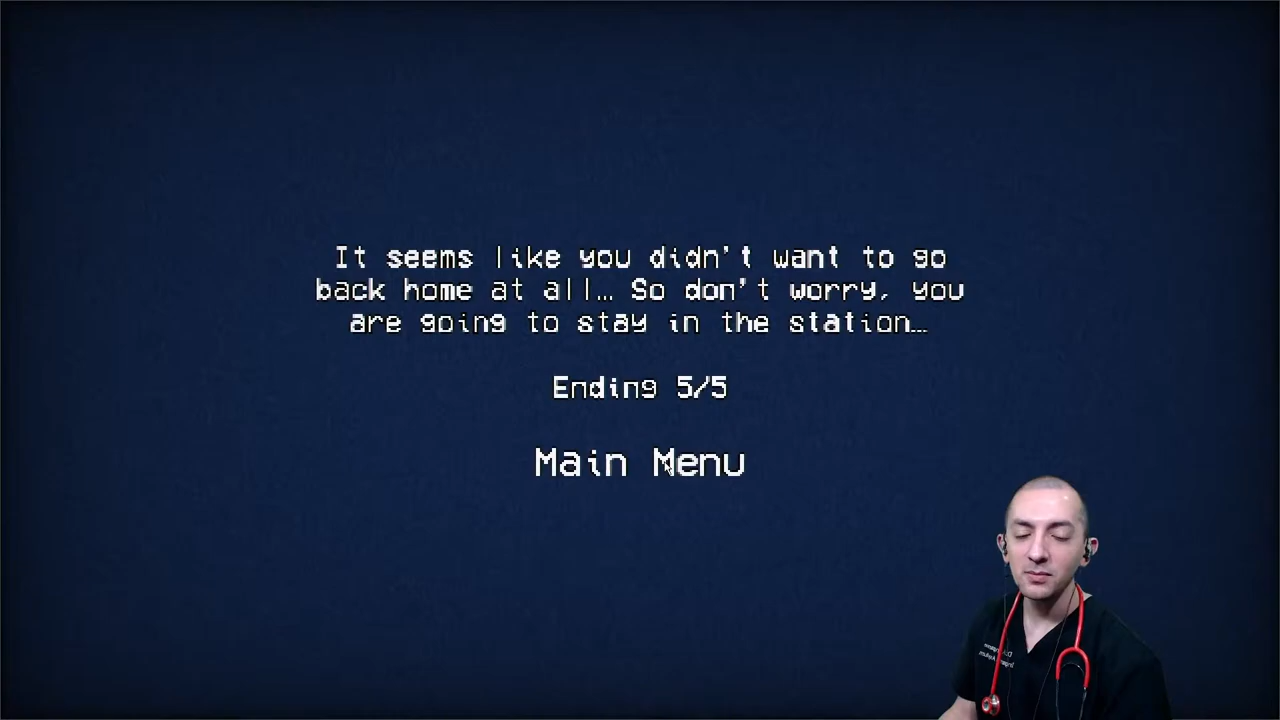 It seems like you didn't want to go
back home at all… So don't worry, you
are going to stay in the station…
Ending 5/5
Main Menu